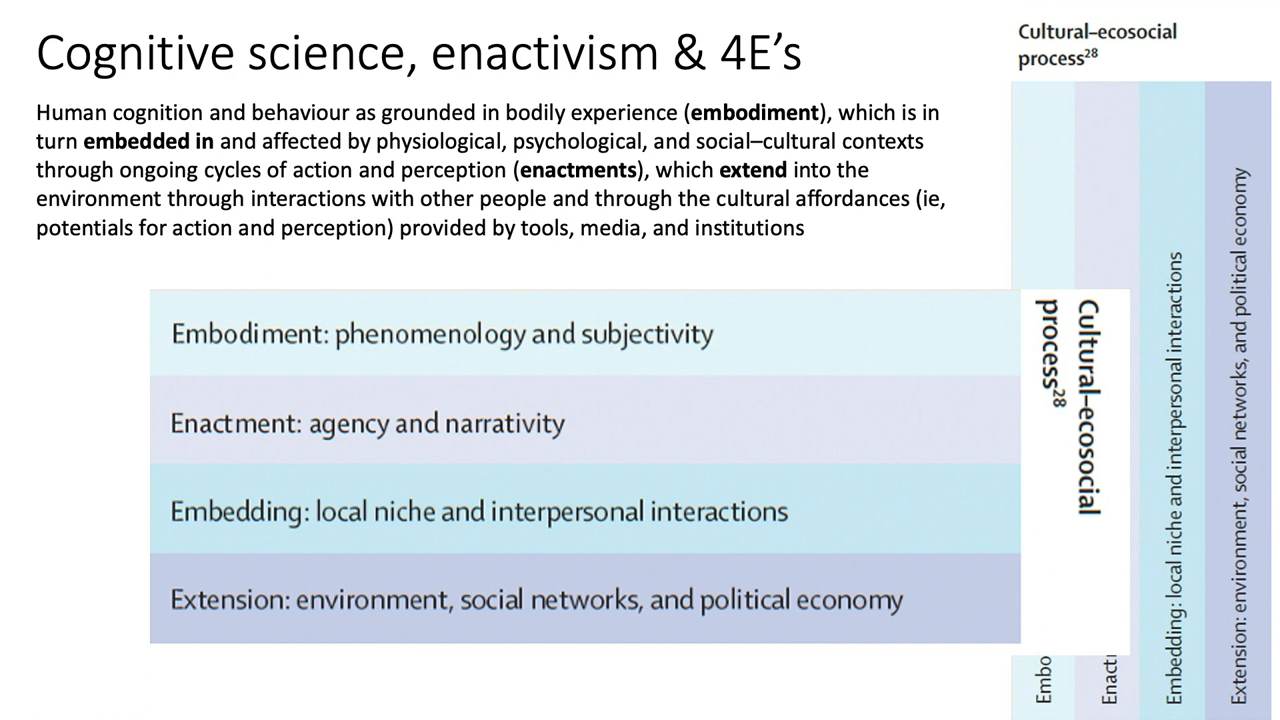 Cognitive science, enactivism & 4E's
Human cognition and behaviour as grounded in bodily experience (embodiment), which is in
turn embedded in and affected by physiological, psychological, and social–cultural contexts
through ongoing cycles of action and perception (enactments), which extend into the
environment through interactions with other people and through the cultural affordances (ie,
potentials for action and perception) provided by tools, media, and institutions
Embodiment: phenomenology and subjectivity
Enactment: agency and narrativity
Embedding: local niche and interpersonal interactions
Extension: environment, social networks, and political economy
Cultural–ecosocial
process28
Cultural–ecosocial
process28
Embo
Enacti
Embedding: local niche and interpersonal interactions
Extension: environment, social networks, and political economy